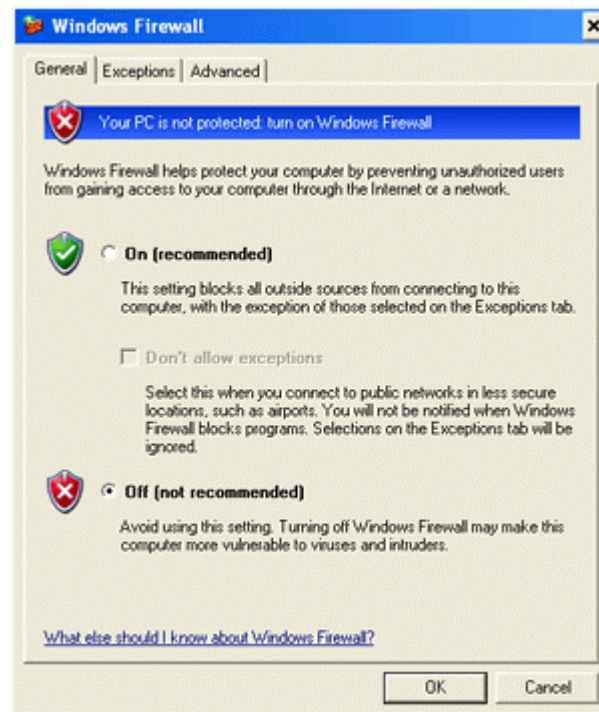 Windows Firewall
General
Exceptions
Advanced
Your PC is not protected: turn on Windows Firewall
Windows Firewall helps protect your computer by preventing unauthorized users
from gaining access to your computer through the Internet or a network.
On (recommended)
This setting blocks all outside sources from connecting to this
computer, with the exception of those selected on the Exceptions tab.
Don't allow exceptions
Select this when you connect to public networks in less secure
locations, such as airports. You will not be notified when Windows
Firewall blocks programs. Selections on the Exceptions tab will be
ignored.
Off (not recommended)
Avoid using this setting. Turning off Windows Firewall may make this
computer more vulnerable to viruses and intruders.
What else should I know about Windows Firewall?
OK
Cancel